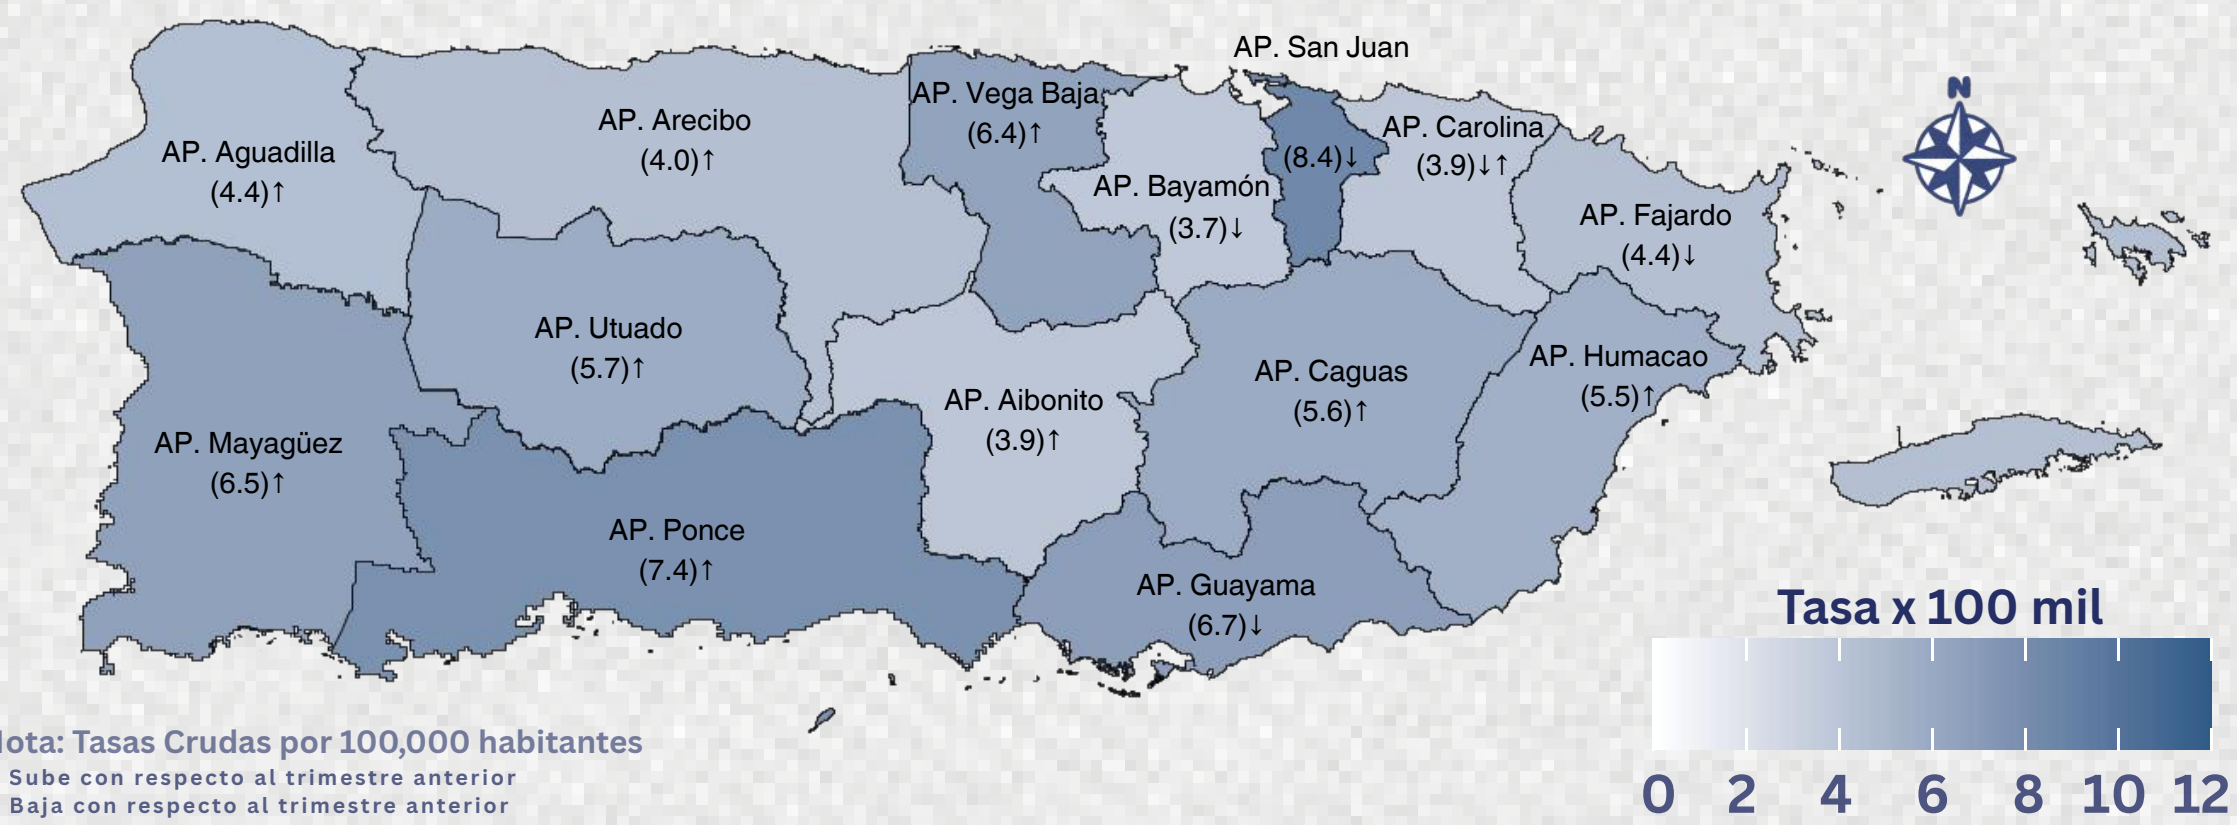 AP. San Juan
(8.4)↓
N
AP. Vega Baja
(6.4)↑
AP. Arecibo
(4.0)↑
AP. Carolina
(3.9)↓↑
AP. Aguadilla
(4.4)↑
AP. Bayamón
(3.7)↓
AP. Fajardo
(4.4)↓
AP. Utuado
(5.7)↑
AP. Humacao
(5.5)↑
AP. Caguas
(5.6)↑
AP. Aibonito
(3.9)↑
AP. Mayagüez
(6.5)↑
AP. Ponce
(7.4)↑
AP. Guayama
(6.7)↓
Tasa x 100 mil
0 2 4 6 8 10 12
ota: Tasas Crudas por 100,000 habitantes
Sube con respecto al trimestre anterior
Baja con respecto al trimestre anterior